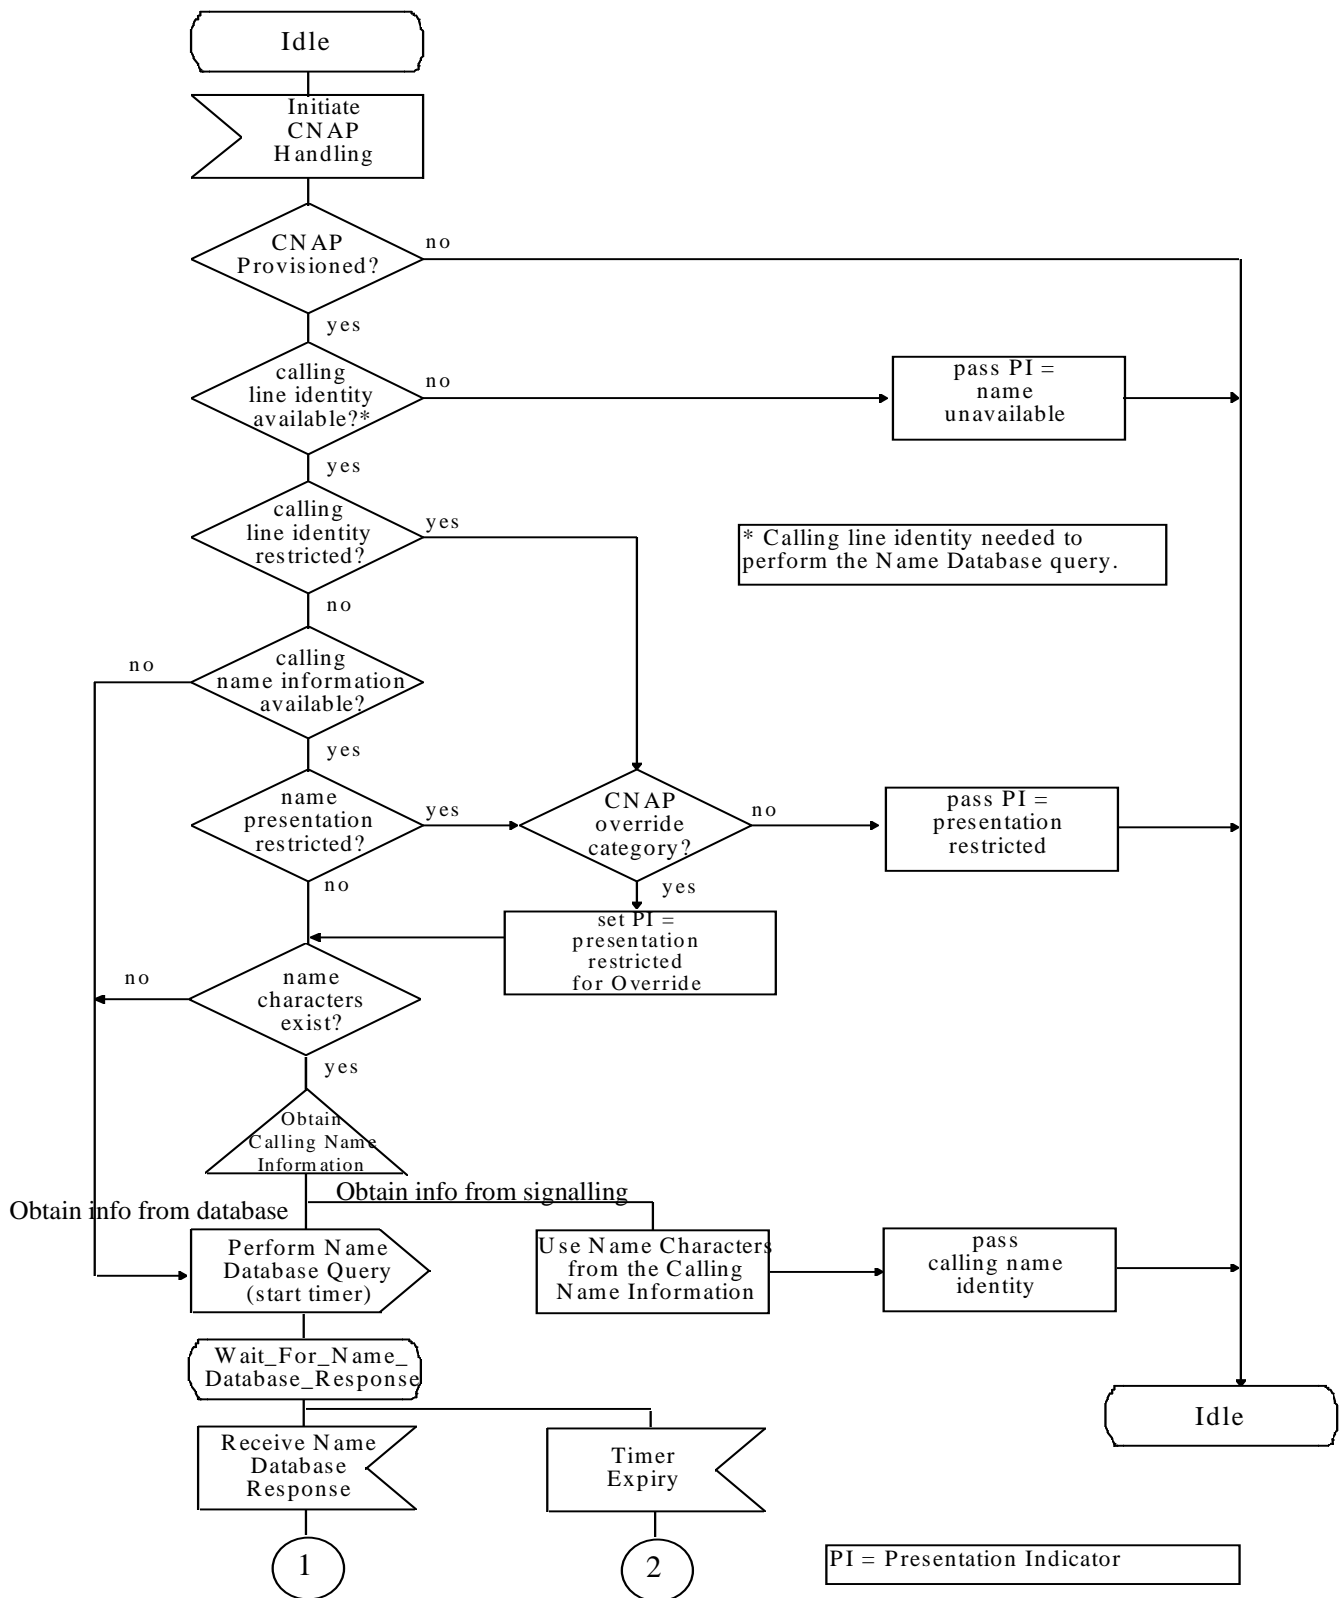 Idle
Initiate
CNAP
Handling
CNAP
Provisioned?
no
yes
calling
line identity
available?*
no
pass PI =
name
unavailable
yes
calling
line identity
restricted?
yes
* Calling line identity needed to
perform the Name Database query.
no
calling
name information
available?
no
yes
name
presentation
restricted?
yes
CNAP
override
category?
no
pass PI =
presentation
restricted
no
yes
set PI =
presentation
restricted
for Override
name
characters
exist?
no
yes
Obtain
Calling Name
Information
Obtain info from signalling
Obtain info from database
Perform Name
Database Query
(start timer)
Use Name Characters
from the Calling
Name Information
pass
calling name
identity
Wait_For_Name_
Database_Response
Idle
Receive Name
Database
Response
Timer
Expiry
1
2
PI = Presentation Indicator